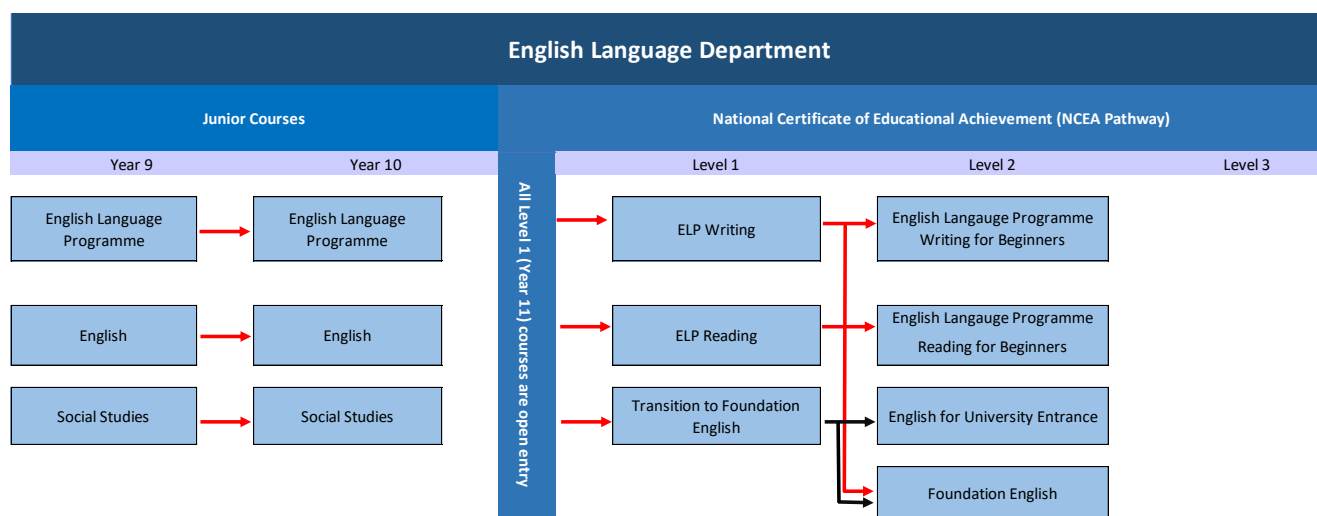 English Language Department
Junior Courses
National Certificate of Educational Achievement (NCEA Pathway)
Year 9
Year 10
Level 1
Level 2
Level 3
All Level 1 (Year 11) courses are open entry
English Language
Programme
English Language
Programme
ELP Writing
English Langauge Programme
Writing for Beginners
English
English
ELP Reading
English Langauge Programme
Reading for Beginners
Social Studies
Social Studies
Transition to Foundation
English
English for University Entrance
Foundation English